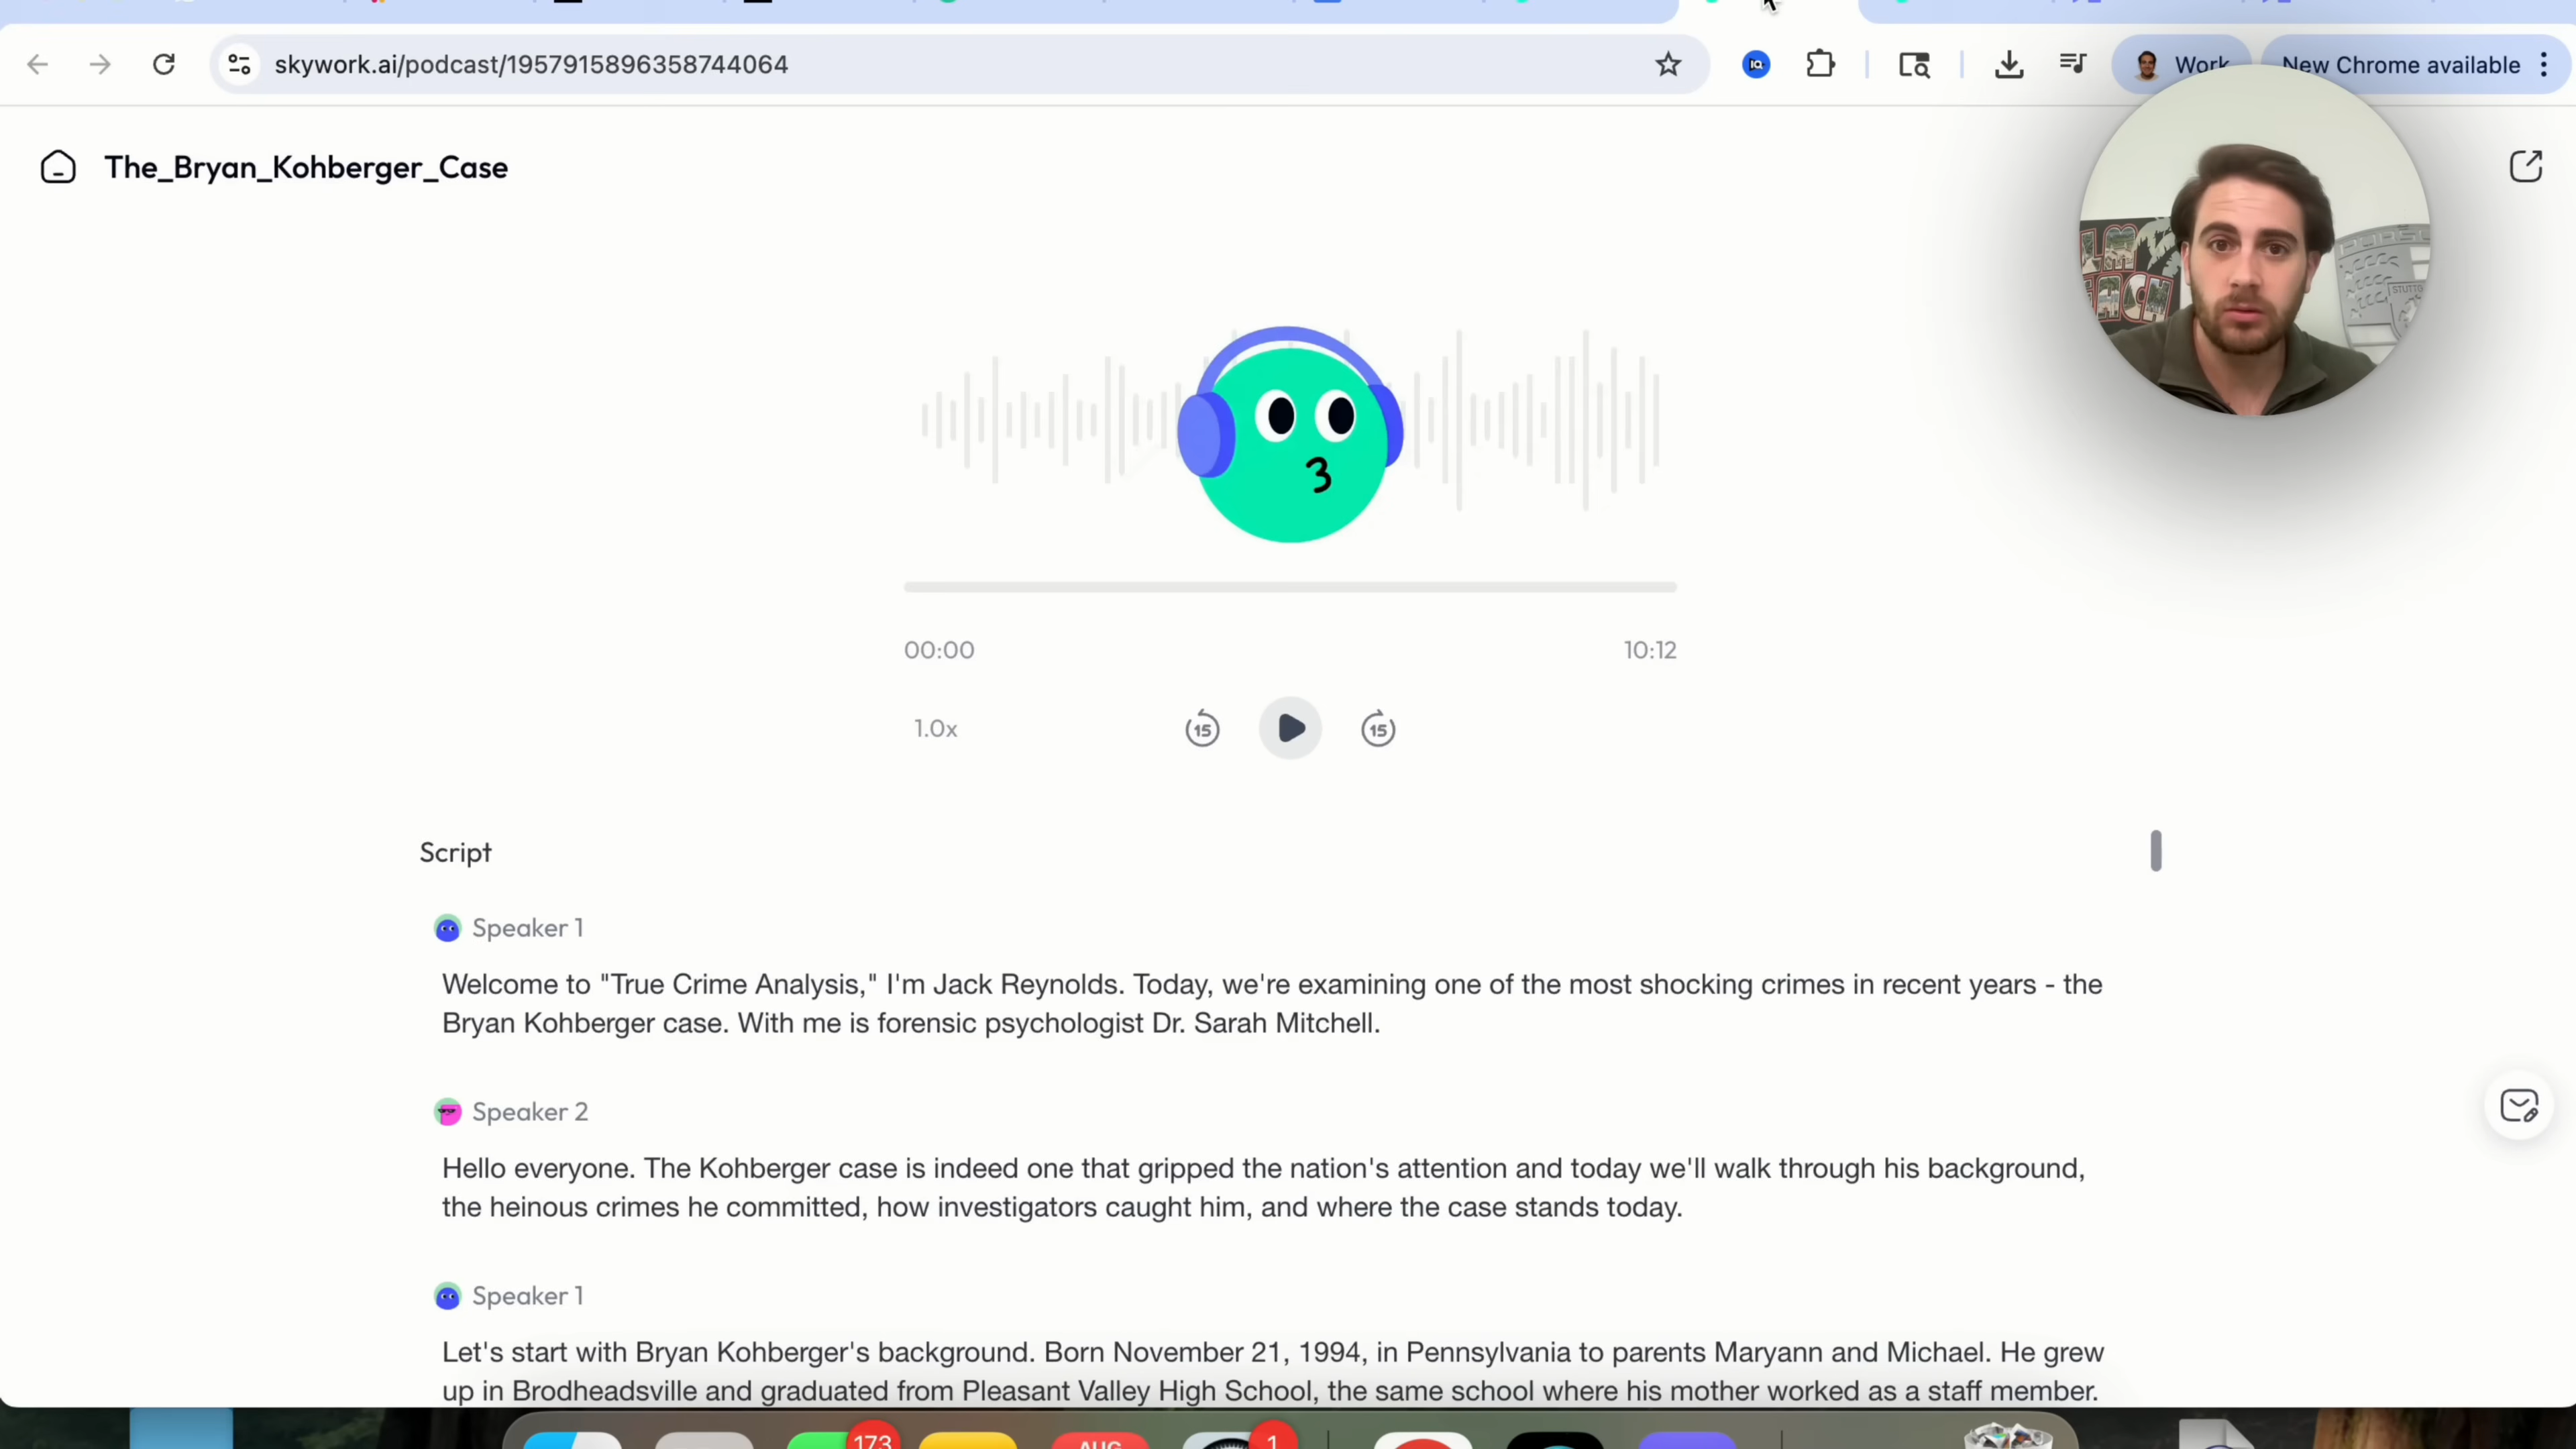 skywork.ai/podcast/1957915896358744064
IQ
Work
New Chrome available
The_Bryan_Kohberger_Case
STUTTG
00:00
10:12
1.0x
15
15
Script
Speaker 1
Welcome to "True Crime Analysis," I'm Jack Reynolds. Today, we're examining one of the most shocking crimes in recent years - the
Bryan Kohberger case. With me is forensic psychologist Dr. Sarah Mitchell.
Speaker 2
Hello everyone. The Kohberger case is indeed one that gripped the nation's attention and today we'll walk through his background,
the heinous crimes he committed, how investigators caught him, and where the case stands today.
Speaker 1
Let's start with Bryan Kohberger's background. Born November 21, 1994, in Pennsylvania to parents Maryann and Michael. He grew
up in Brodheadsville and graduated from Pleasant Valley High School, the same school where his mother worked as a staff member.
173
AUG
1